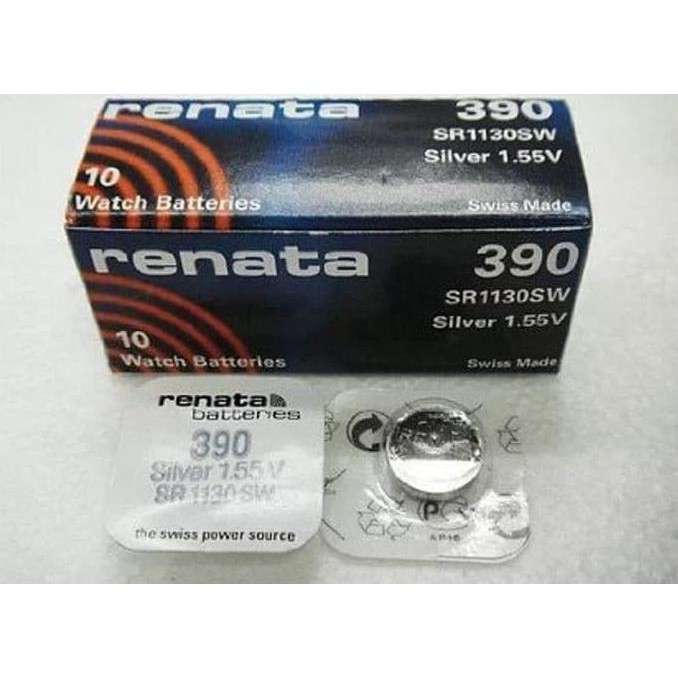 renata 390
SR1130SW
Silver 1.55V
10
Watch Batteries
Swiss Made
renata 390
SR1130SW
Silver 1.55V
10
Watch Batteries
Swiss Made
renata
batteries
390
Silver 1.55 V
SR 1130 SW
the swiss power source